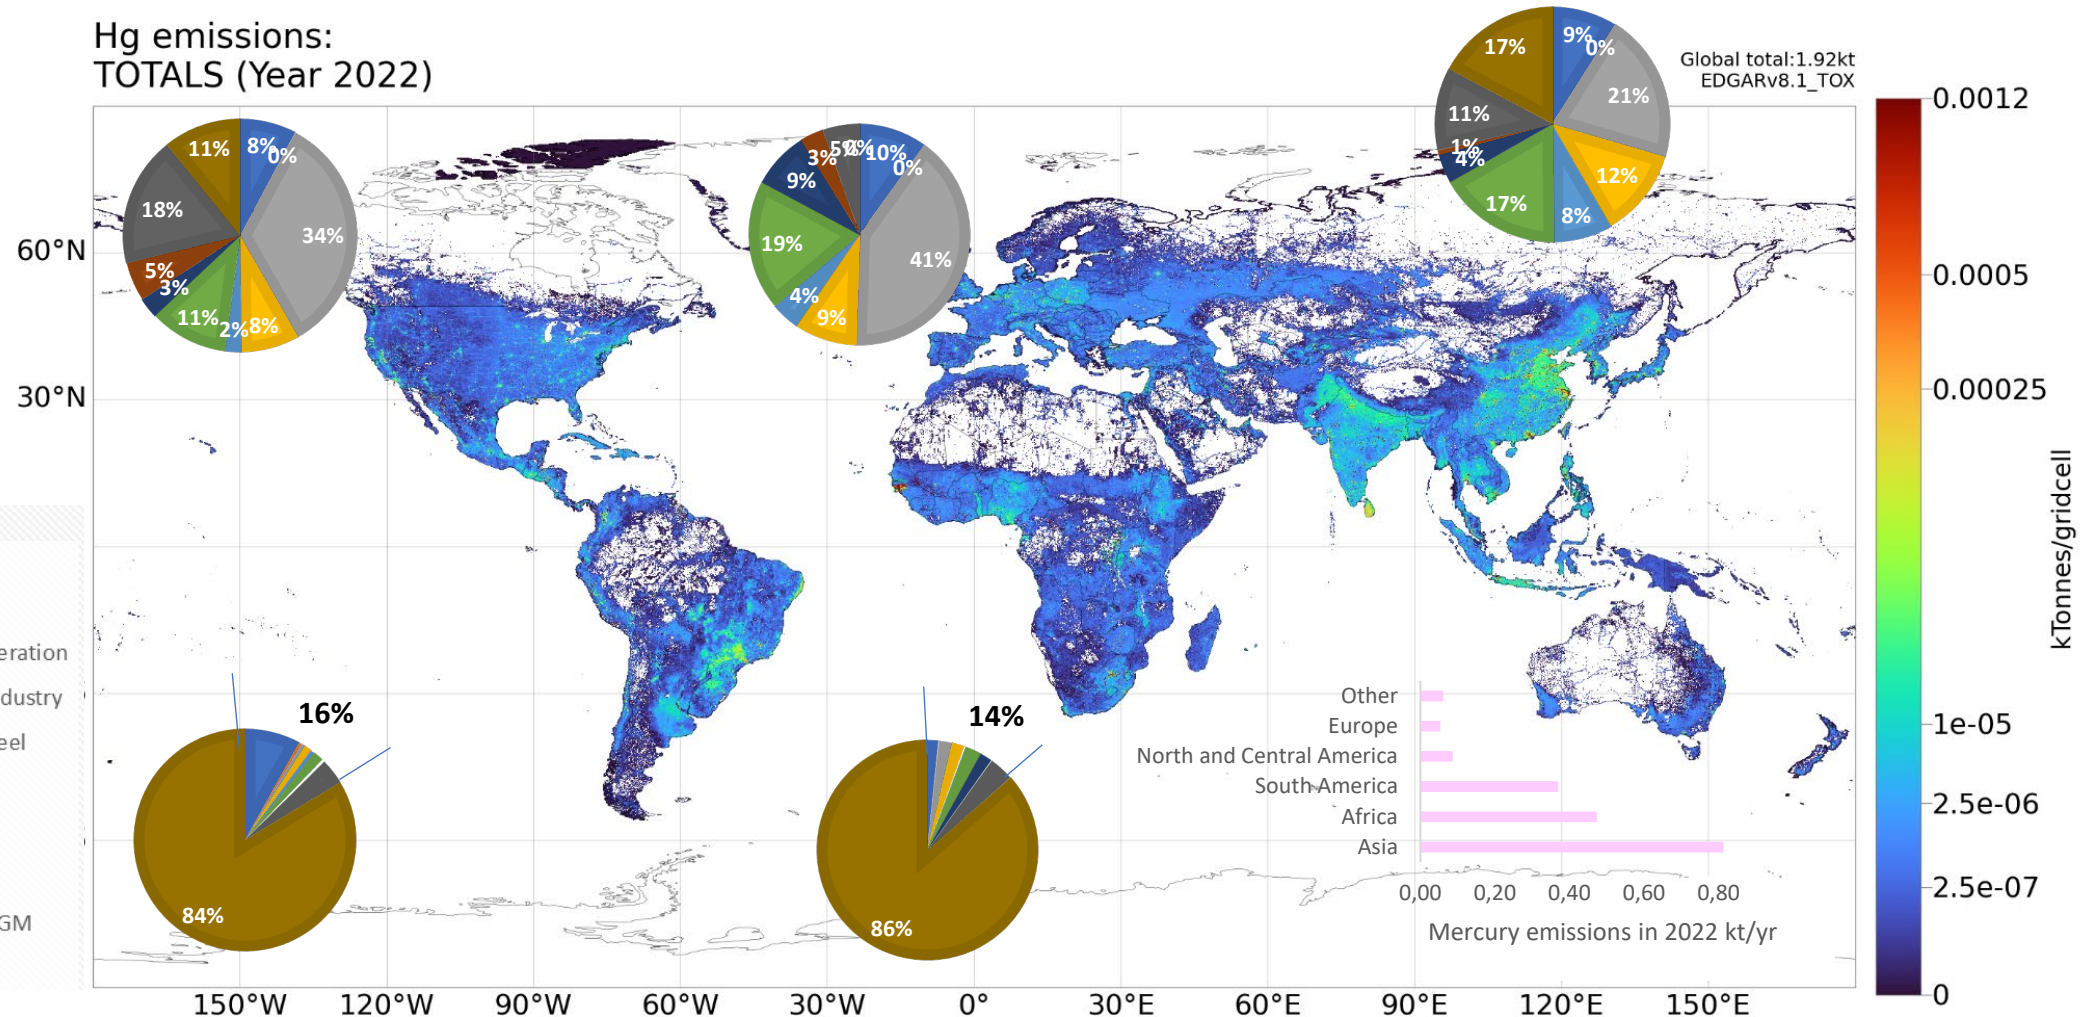 Hg emissions:
TOTALS (Year 2022)
Global total:1.92kt
EDGARv8.1_TOX
8%
0%
34%
8%
2%
11%
3%
5%
18%
11%
10%
0%
41%
9%
4%
19%
9%
3%
5%
0%
9%
0%
21%
12%
8%
17%
4%
1%
11%
17%
60°N
30°N
eration
dustry
eel
GM
16%
84%
14%
86%
Other
Europe
North and Central America
South America
Africa
Asia
0,00 0,20 0,40 0,60 0,80
Mercury emissions in 2022 kt/yr
150°W 120°W 90°W 60°W 30°W 0° 30°E 60°E 90°E 120°E 150°E
0.0012
0.0005
0.00025
1e-05
2.5e-06
2.5e-07
0
kTonnes/gridcell